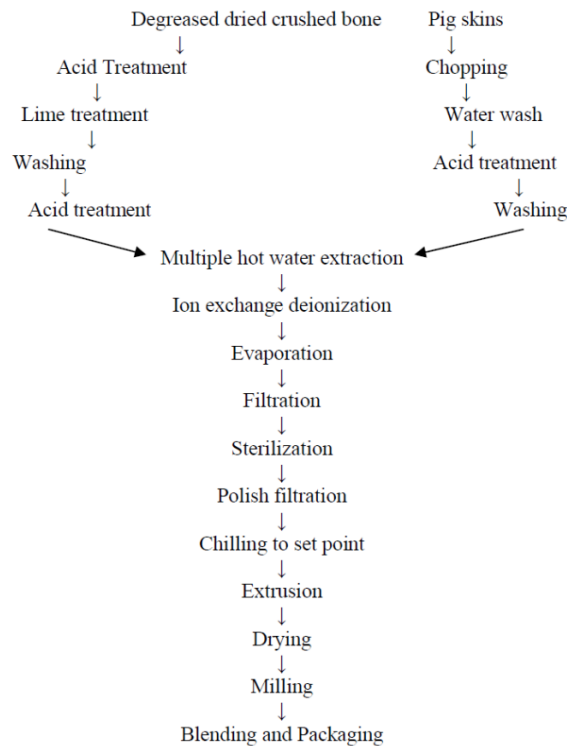 Degreased dried crushed bone
Pig skins
↓
↓
Acid Treatment
Chopping
↓
↓
Lime treatment
Water wash
↓
↓
Washing
Acid treatment
↓
↓
Acid treatment
Washing
Multiple hot water extraction
↓
Ion exchange deionization
↓
Evaporation
↓
Filtration
↓
Sterilization
↓
Polish filtration
↓
Chilling to set point
↓
Extrusion
↓
Drying
↓
Milling
↓
Blending and Packaging